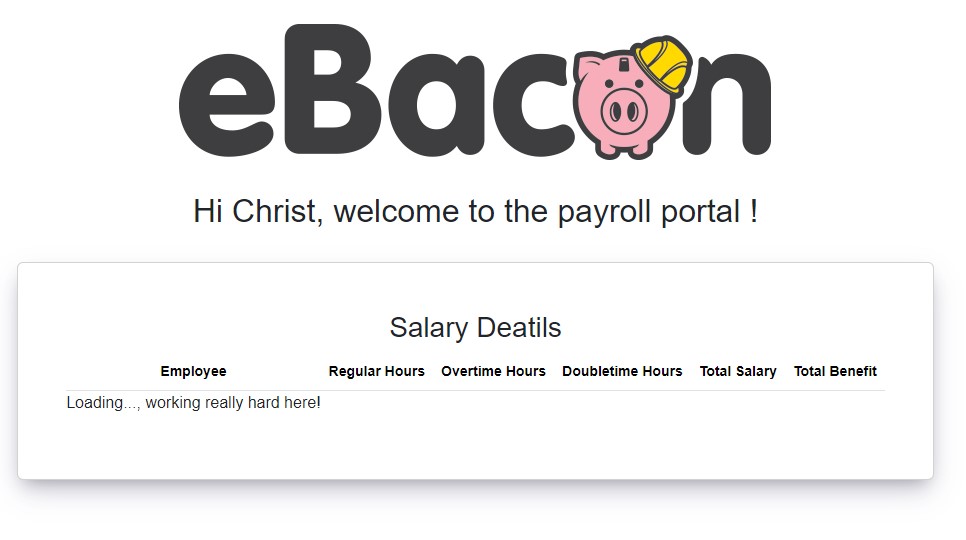 eBacon
Hi Christ, welcome to the payroll portal !
Salary Deatils
Employee Regular Hours Overtime Hours Doubletime Hours Total Salary Total Benefit
Loading..., working really hard here!